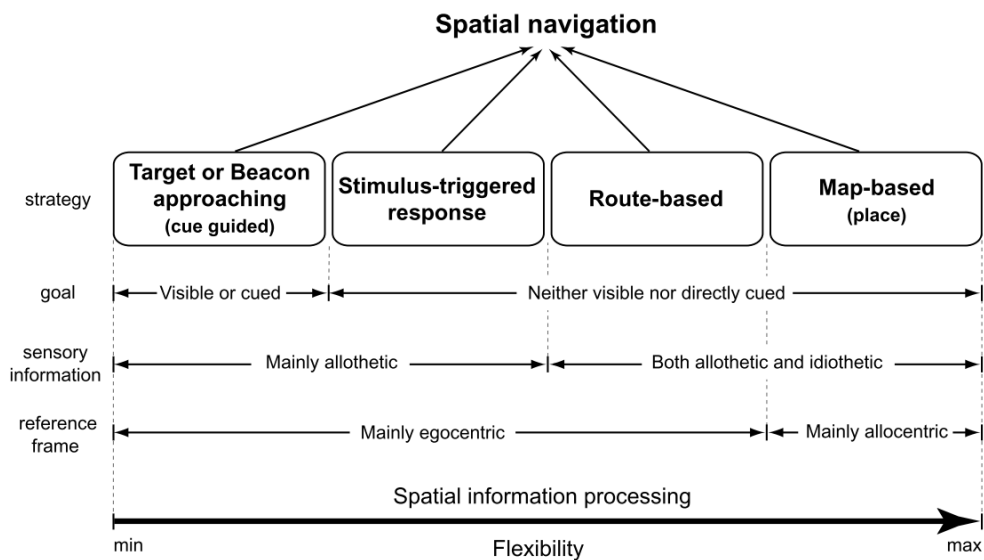 Spatial navigation
strategy
Target or Beacon
approaching
(cue guided)
Stimulus-triggered
response
Route-based
Map-based
(place)
goal
Visible or cued
Neither visible nor directly cued
sensory
information
Mainly allothetic
Both allothetic and idiothetic
reference
frame
Mainly egocentric
Mainly allocentric
Spatial information processing
min
Flexibility
max